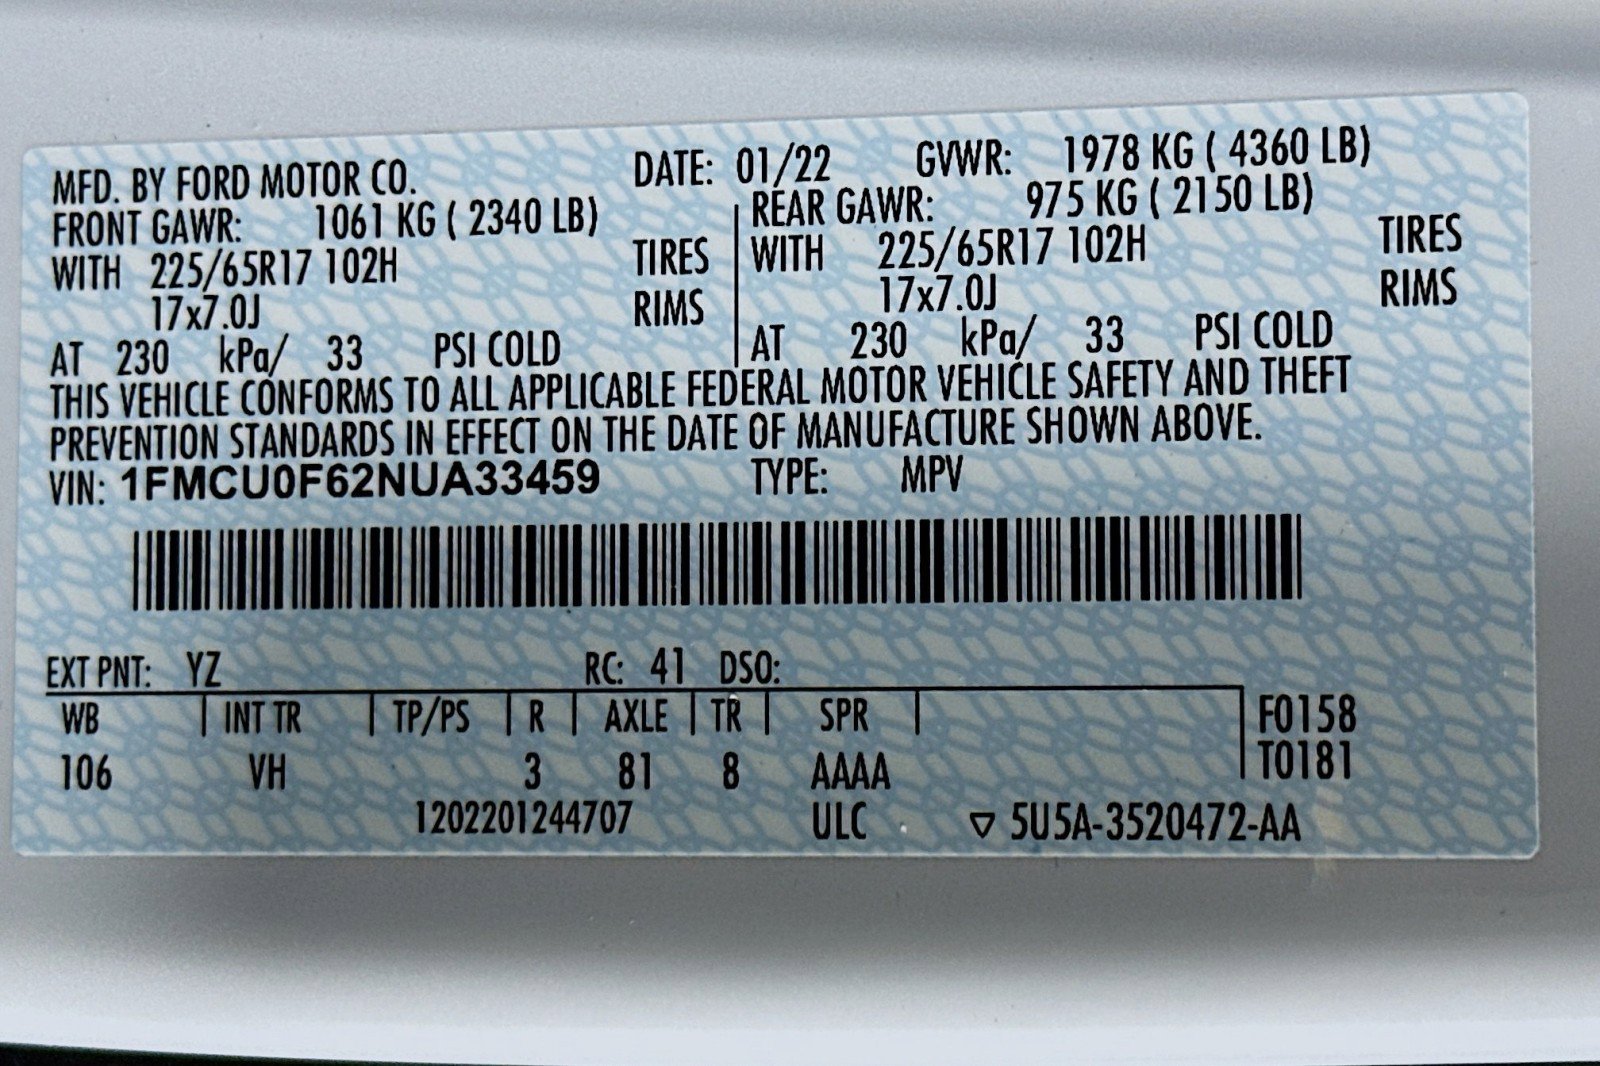 MFD. BY FORD MOTOR CO. DATE: 01/22 GVWR: 1978 KG ( 4360 LB)
FRONT GAWR: 1061 KG ( 2340 LB) REAR GAWR: 975 KG ( 2150 LB)
WITH 225/65R17 102H TIRES WITH 225/65R17 102H TIRES
17x7.0J RIMS 17x7.0J RIMS
AT 230 kPa/ 33 PSI COLD AT 230 kPa/ 33 PSI COLD
THIS VEHICLE CONFORMS TO ALL APPLICABLE FEDERAL MOTOR VEHICLE SAFETY AND THEFT
PREVENTION STANDARDS IN EFFECT ON THE DATE OF MANUFACTURE SHOWN ABOVE.
VIN: 1FMCU0F62NUA33459 TYPE: MPV
EXT PNT: YZ RC: 41 DSO:
WB INT TR TP/PS R AXLE TR SPR F0158
106 VH 3 81 8 AAAA T0181
1202201244707 ULC ▽ 5U5A-3520472-AA